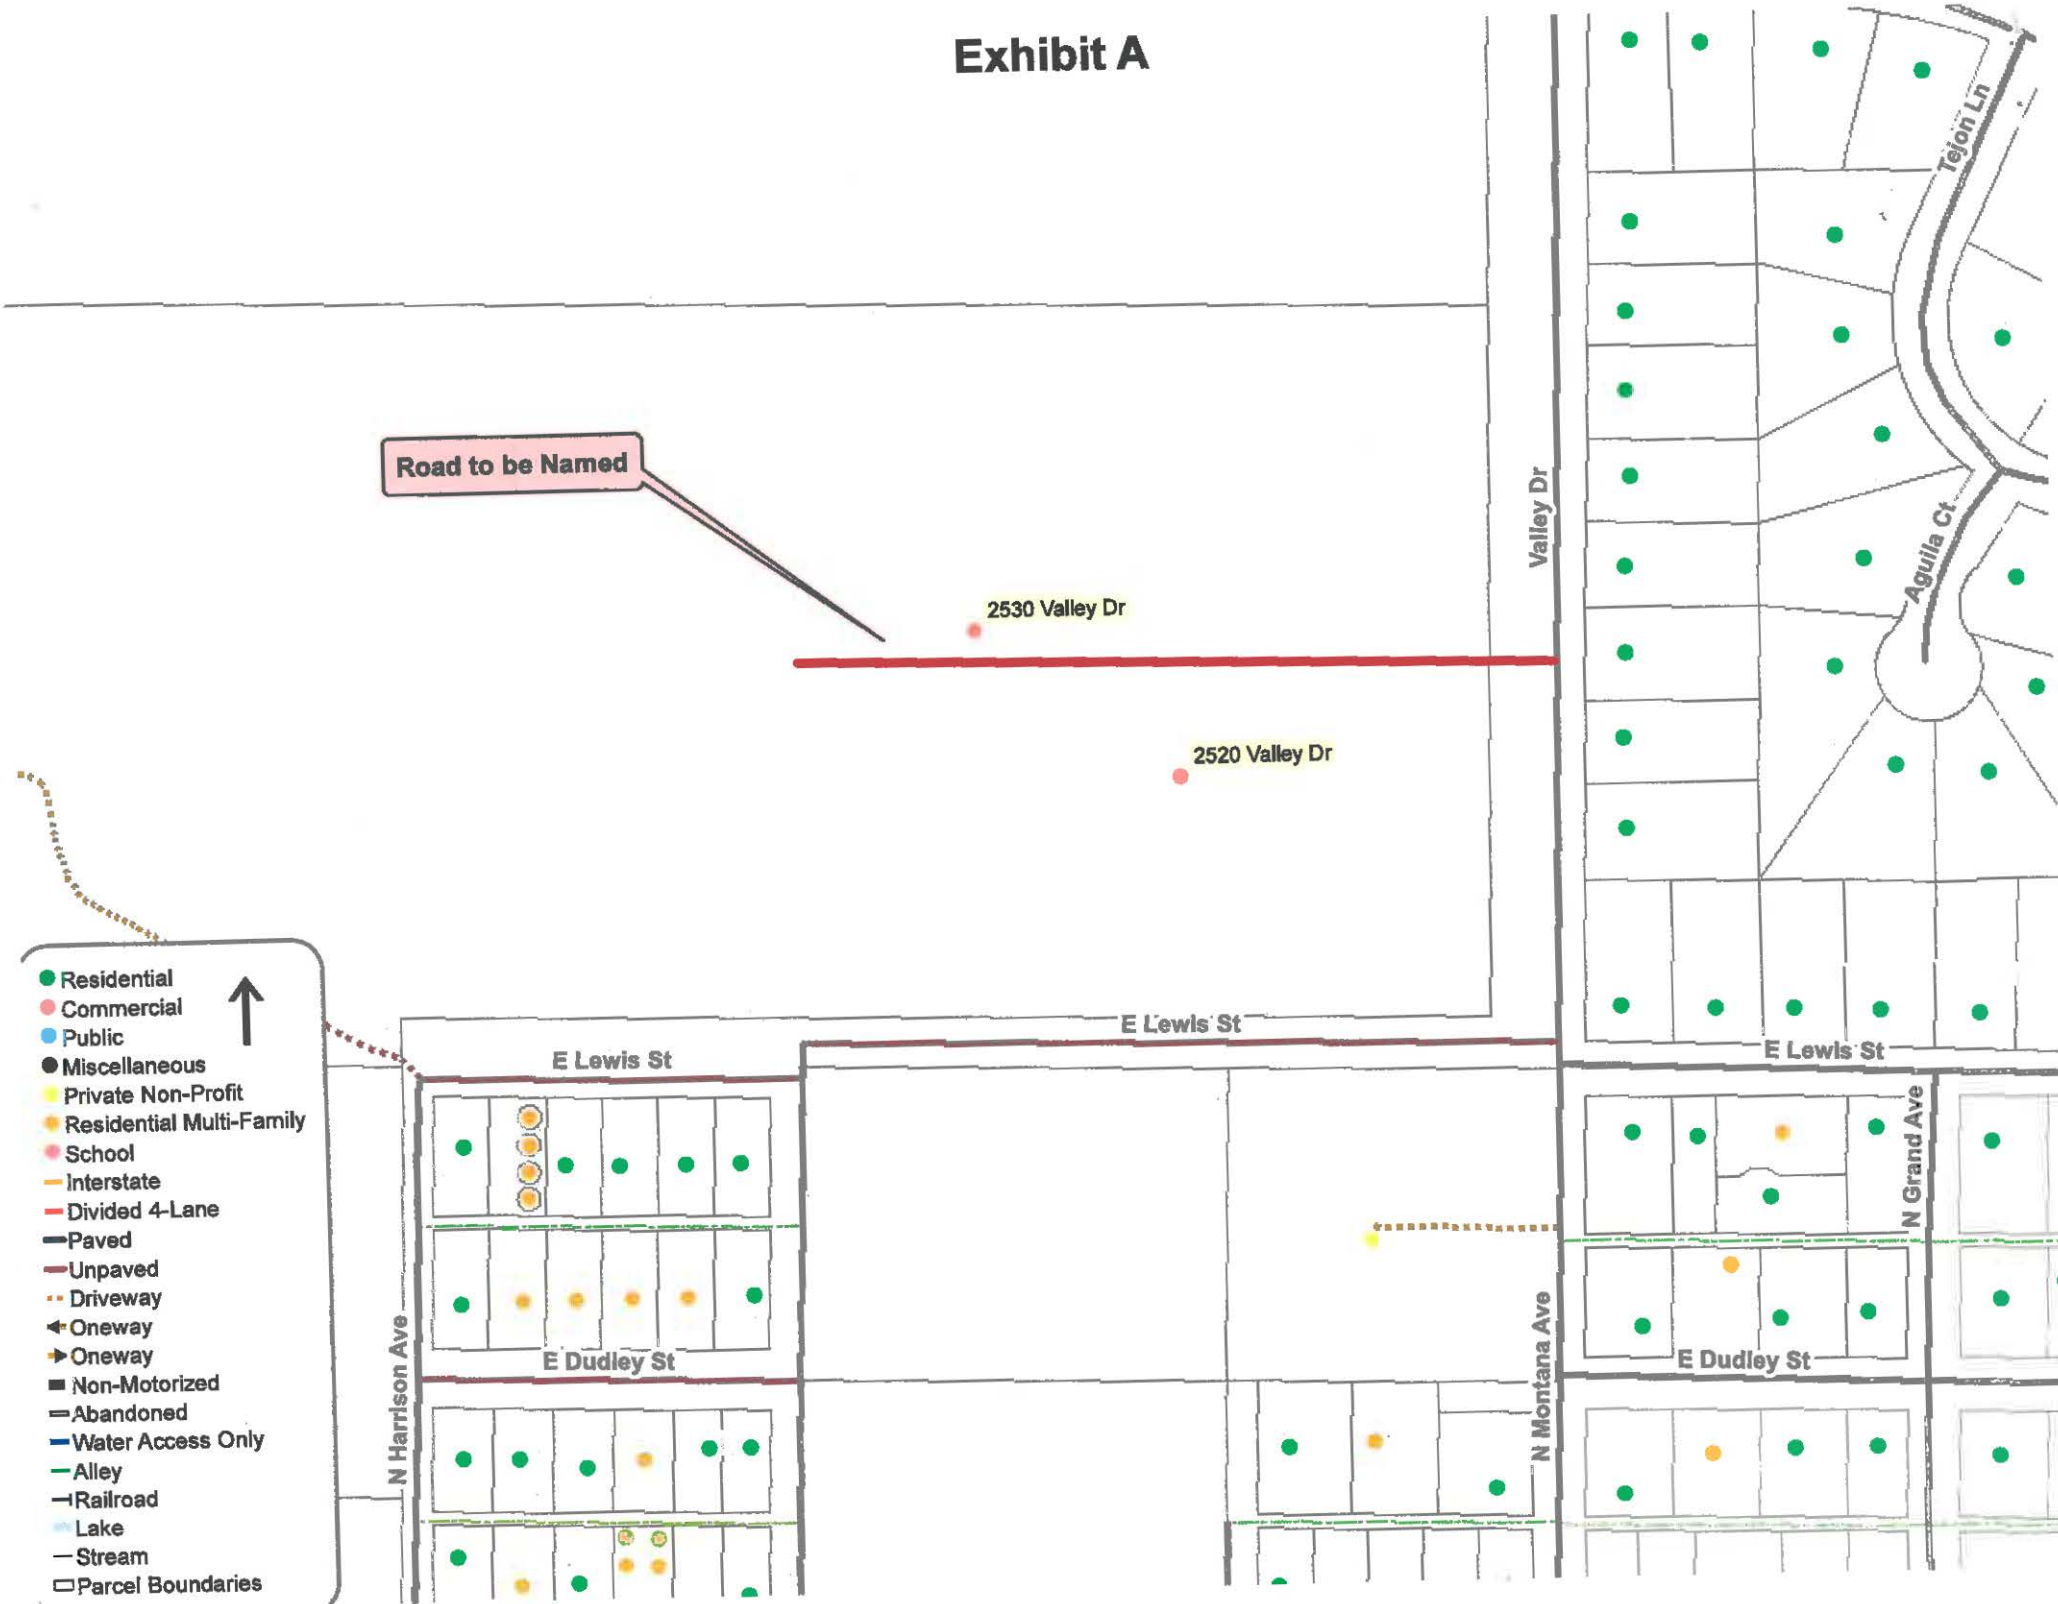 Exhibit A
Tejon Ln
Road to be Named
Valley Dr
Aguila Ct
2530 Valley Dr
2520 Valley Dr
Residential
Commercial
Public
Miscellaneous
Private Non-Profit
Residential Multi-Family
School
Interstate
Divided 4-Lane
Paved
Unpaved
Driveway
Oneway
Oneway
Non-Motorized
Abandoned
Water Access Only
Alley
Railroad
Lake
Stream
Parcel Boundaries
E Lewis St
E Lewis St
E Lewis St
N Grand Ave
N Harrison Ave
E Dudley St
N Montana Ave
E Dudley St